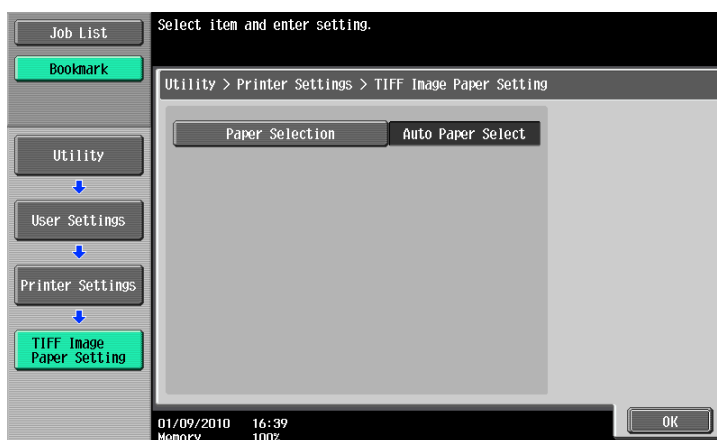 Job List
Bookmark
Utility
User Settings
Printer Settings
TIFF Image
Paper Setting
Select item and enter setting.
Utility > Printer Settings > TIFF Image Paper Setting
Paper Selection Auto Paper Select
01/09/2010 16:39
Memory 100%
OK